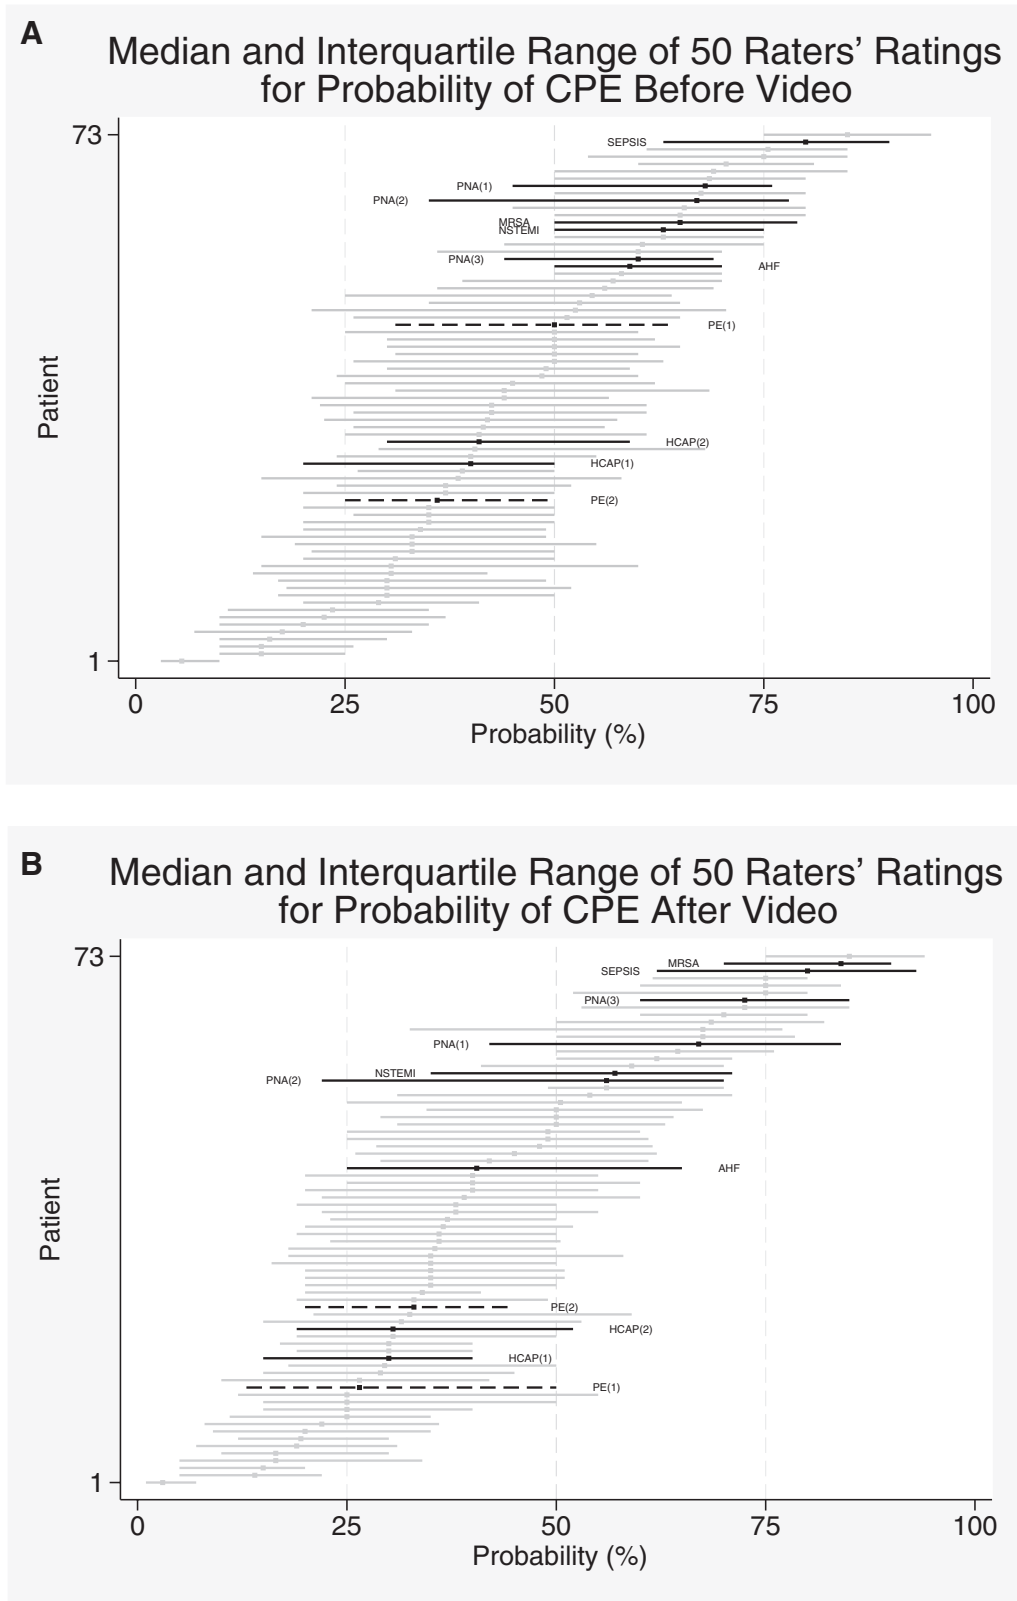 A
Median and Interquartile Range of 50 Raters’ Ratings
for Probability of CPE Before Video
73
SEPSIS
PNA(1)
PNA(2)
MRSA
NSTEMI
PNA(3)
AHF
PE(1)
Patient
HCAP(2)
HCAP(1)
PE(2)
1
0 25 50 75 100
Probability (%)
B
Median and Interquartile Range of 50 Raters’ Ratings
for Probability of CPE After Video
73
MRSA
SEPSIS
PNA(3)
PNA(1)
NSTEMI
PNA(2)
AHF
Patient
PE(2)
HCAP(2)
HCAP(1)
PE(1)
1
0 25 50 75 100
Probability (%)